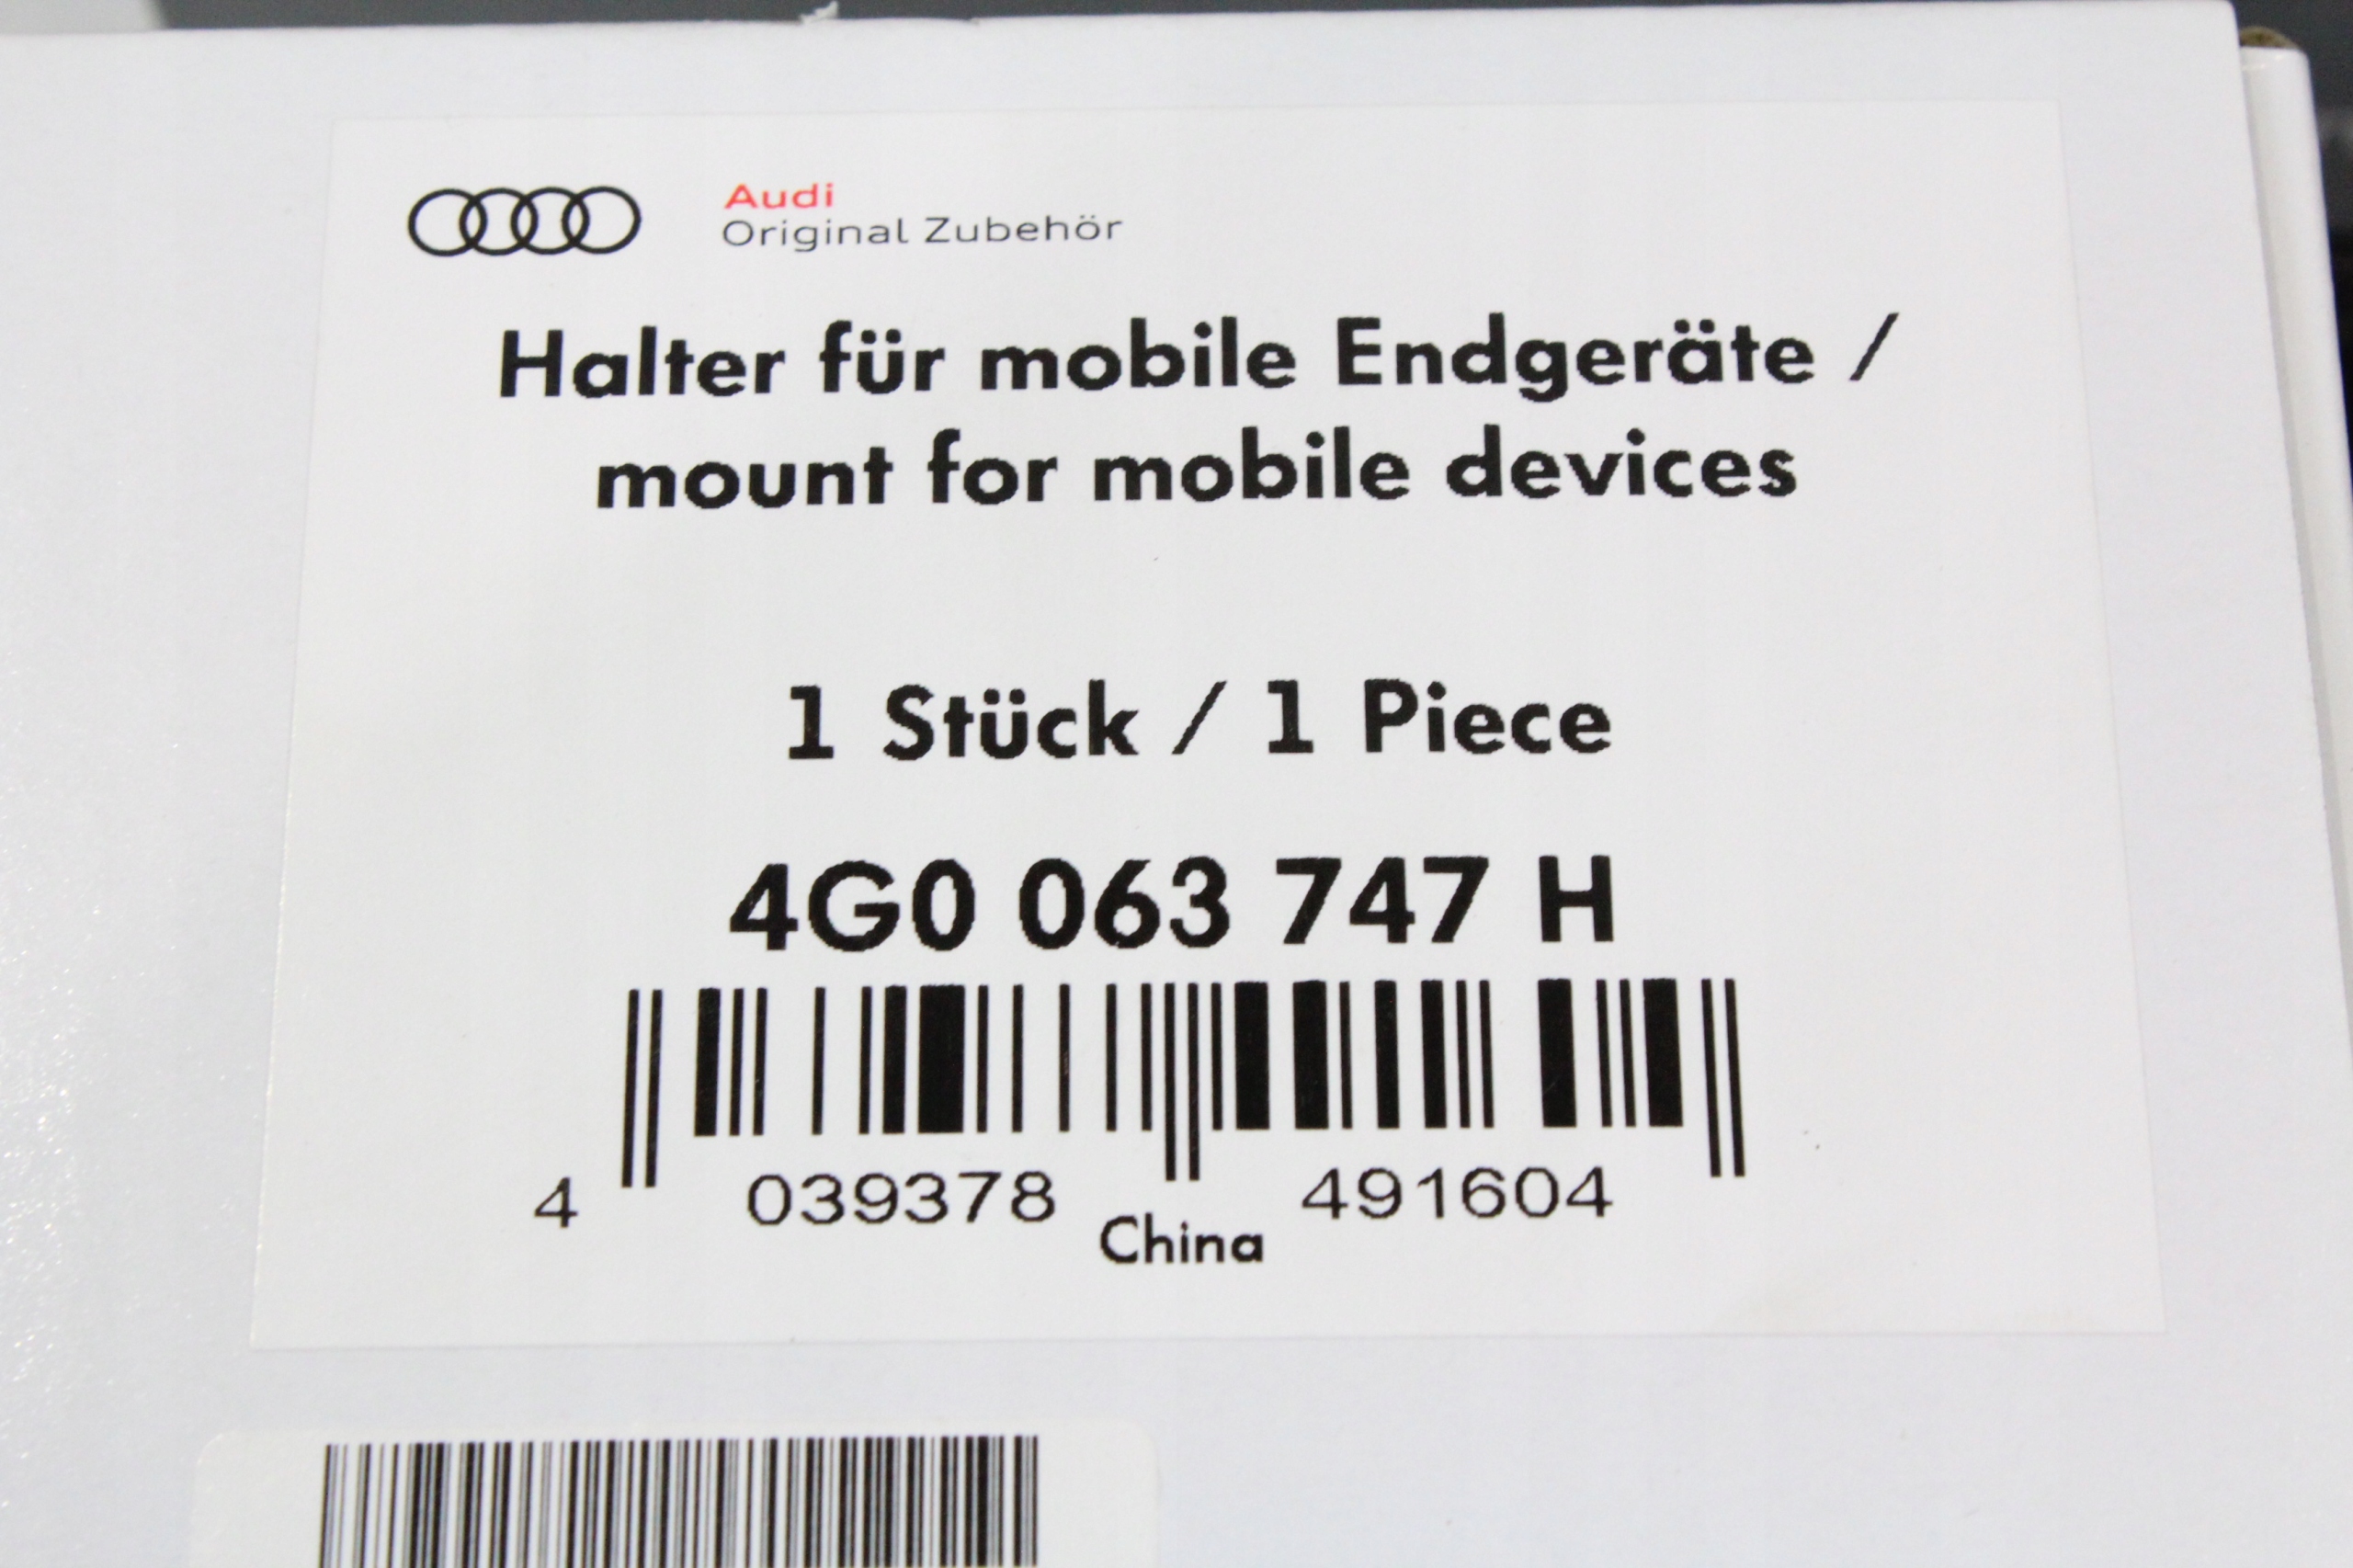 Audi
Original Zubehör
Halter für mobile Endgeräte /
mount for mobile devices
1 Stück / 1 Piece
4G0 063 747 H
4 039378 491604
China